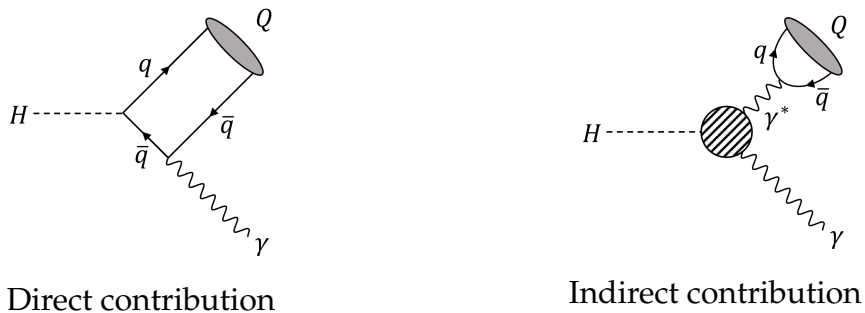 Q
q
H
q̄
q̄
γ
Direct contribution
Q
q
q̄
γ*
H
γ
Indirect contribution